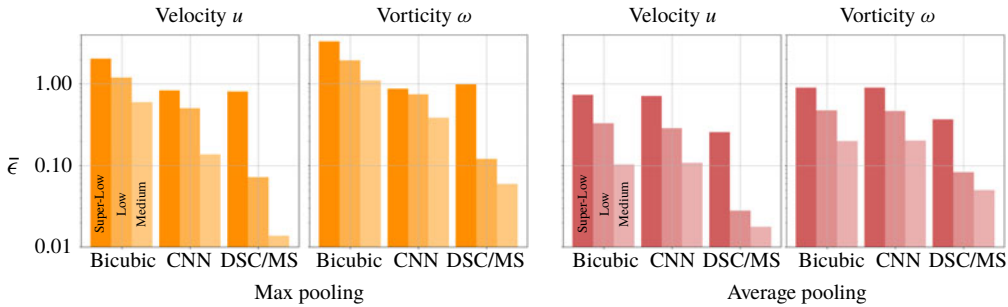 Velocity u
Vorticity ω
Velocity u
Vorticity ω
1.00
0.10
0.01
ϵ₁
Super-Low
Low
Medium
Super-Low
Low
Medium
Bicubic CNN DSC/MS
Bicubic CNN DSC/MS
Bicubic CNN DSC/MS
Bicubic CNN DSC/MS
Max pooling
Average pooling